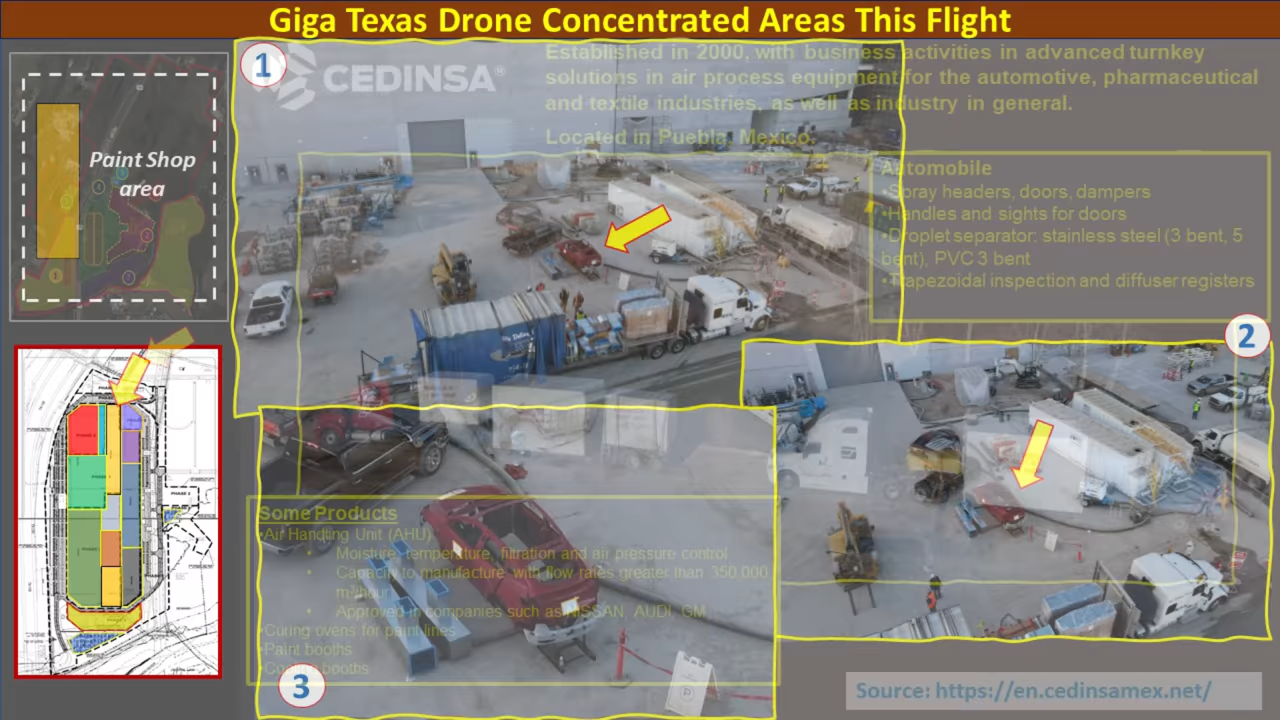 Giga Texas Drone Concentrated Areas This Flight
1
CEDINSA®
Established in 2000, with business activities in advanced turnkey
solutions in air process equipment for the automotive, pharmaceutical
and textile industries, as well as industry in general.
Located in Puebla, Mexico.
Paint Shop
area
Automobile
•Spray headers, doors, dampers
•Handles and sights for doors
•Droplet separator: stainless steel (3 bent, 5
bent), PVC 3 bent
•Trapezoidal inspection and diffuser registers
2
Some Products
•Air Handling Unit (AHU)
• Moisture, temperature, filtration and air pressure control
• Capacity to manufacture with flow rates greater than 350,000
m³/hour
• Approved in companies such as NISSAN, AUDI, GM
•Curing ovens for paint lines
•Paint booths
•Cooling booths
3
Source: https://en.cedinsamex.net/